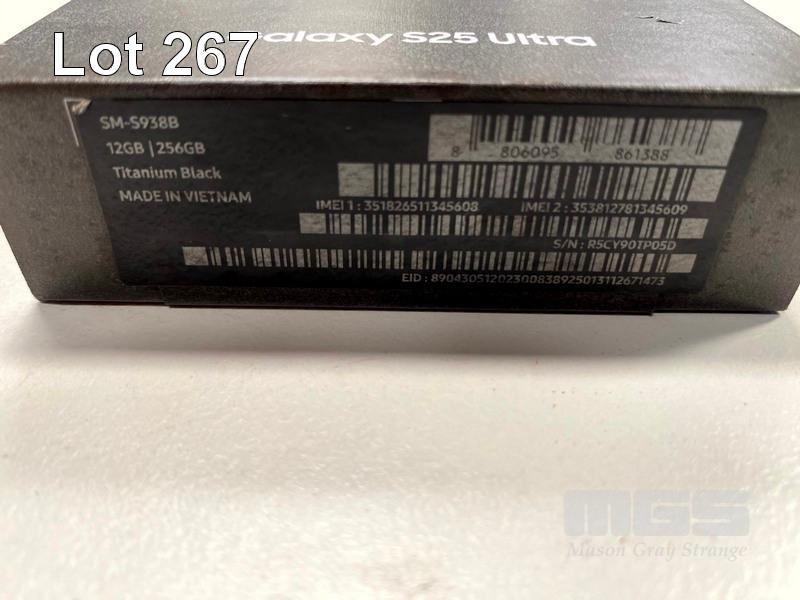 Lot 267
Galaxy S25 Ultra
SM-S938B
12GB | 256GB
Titanium Black
MADE IN VIETNAM
8 806095 861388
IMEI 1 : 351826511345608 IMEI 2 : 353812781345609
S/N : R5CY90TP05D
EID : 89043051202300838925013112671473
MGS
Mason Gray Strange